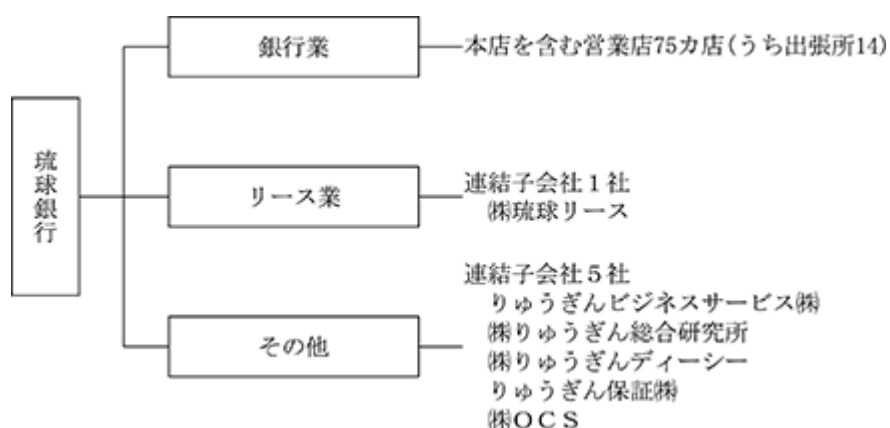 琉球銀行
銀行業
本店を含む営業店75カ店(うち出張所14)
リース業
連結子会社1社
㈱琉球リース
その他
連結子会社5社
りゅうぎんビジネスサービス㈱
㈱りゅうぎん総合研究所
㈱りゅうぎんディーシー
りゅうぎん保証㈱
㈱OCS